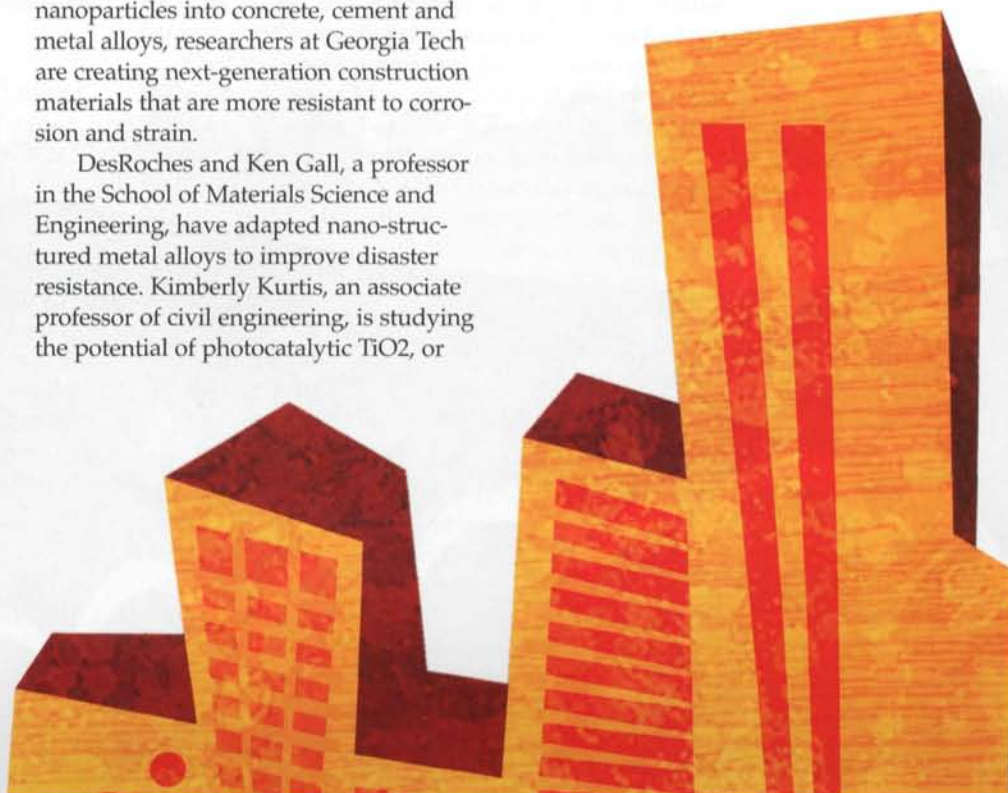 nanoparticles into concrete, cement and
metal alloys, researchers at Georgia Tech
are creating next-generation construction
materials that are more resistant to corro-
sion and strain.
DesRoches and Ken Gall, a professor
in the School of Materials Science and
Engineering, have adapted nano-struc-
tured metal alloys to improve disaster
resistance. Kimberly Kurtis, an associate
professor of civil engineering, is studying
the potential of photocatalytic TiO2, or